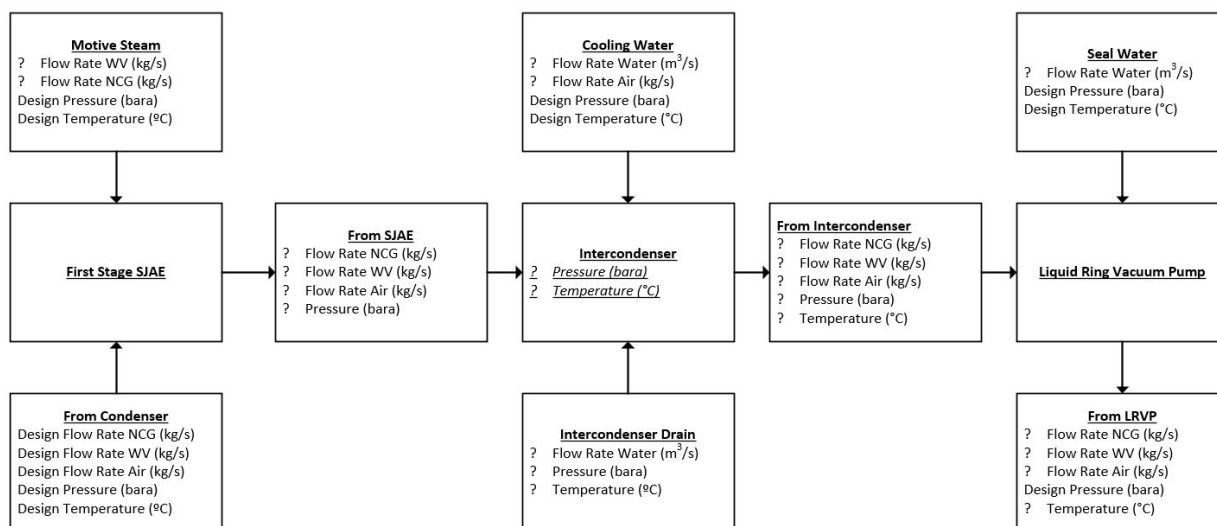 Motive Steam
? Flow Rate WV (kg/s)
? Flow Rate NCG (kg/s)
Design Pressure (bara)
Design Temperature (ºC)
Cooling Water
? Flow Rate Water (m³/s)
? Flow Rate Air (kg/s)
Design Pressure (bara)
Design Temperature (°C)
Seal Water
? Flow Rate Water (m³/s)
Design Pressure (bara)
Design Temperature (°C)
First Stage SJAE
From SJAE
? Flow Rate NCG (kg/s)
? Flow Rate WV (kg/s)
? Flow Rate Air (kg/s)
? Pressure (bara)
Intercondenser
? Pressure (bara)
? Temperature (°C)
From Intercondenser
? Flow Rate NCG (kg/s)
? Flow Rate WV (kg/s)
? Flow Rate Air (kg/s)
? Pressure (bara)
? Temperature (°C)
Liquid Ring Vacuum Pump
From Condenser
Design Flow Rate NCG (kg/s)
Design Flow Rate WV (kg/s)
Design Flow Rate Air (kg/s)
Design Pressure (bara)
Design Temperature (ºC)
Intercondenser Drain
? Flow Rate Water (m³/s)
? Pressure (bara)
? Temperature (ºC)
From LRVP
? Flow Rate NCG (kg/s)
? Flow Rate WV (kg/s)
? Flow Rate Air (kg/s)
Design Pressure (bara)
? Temperature (°C)